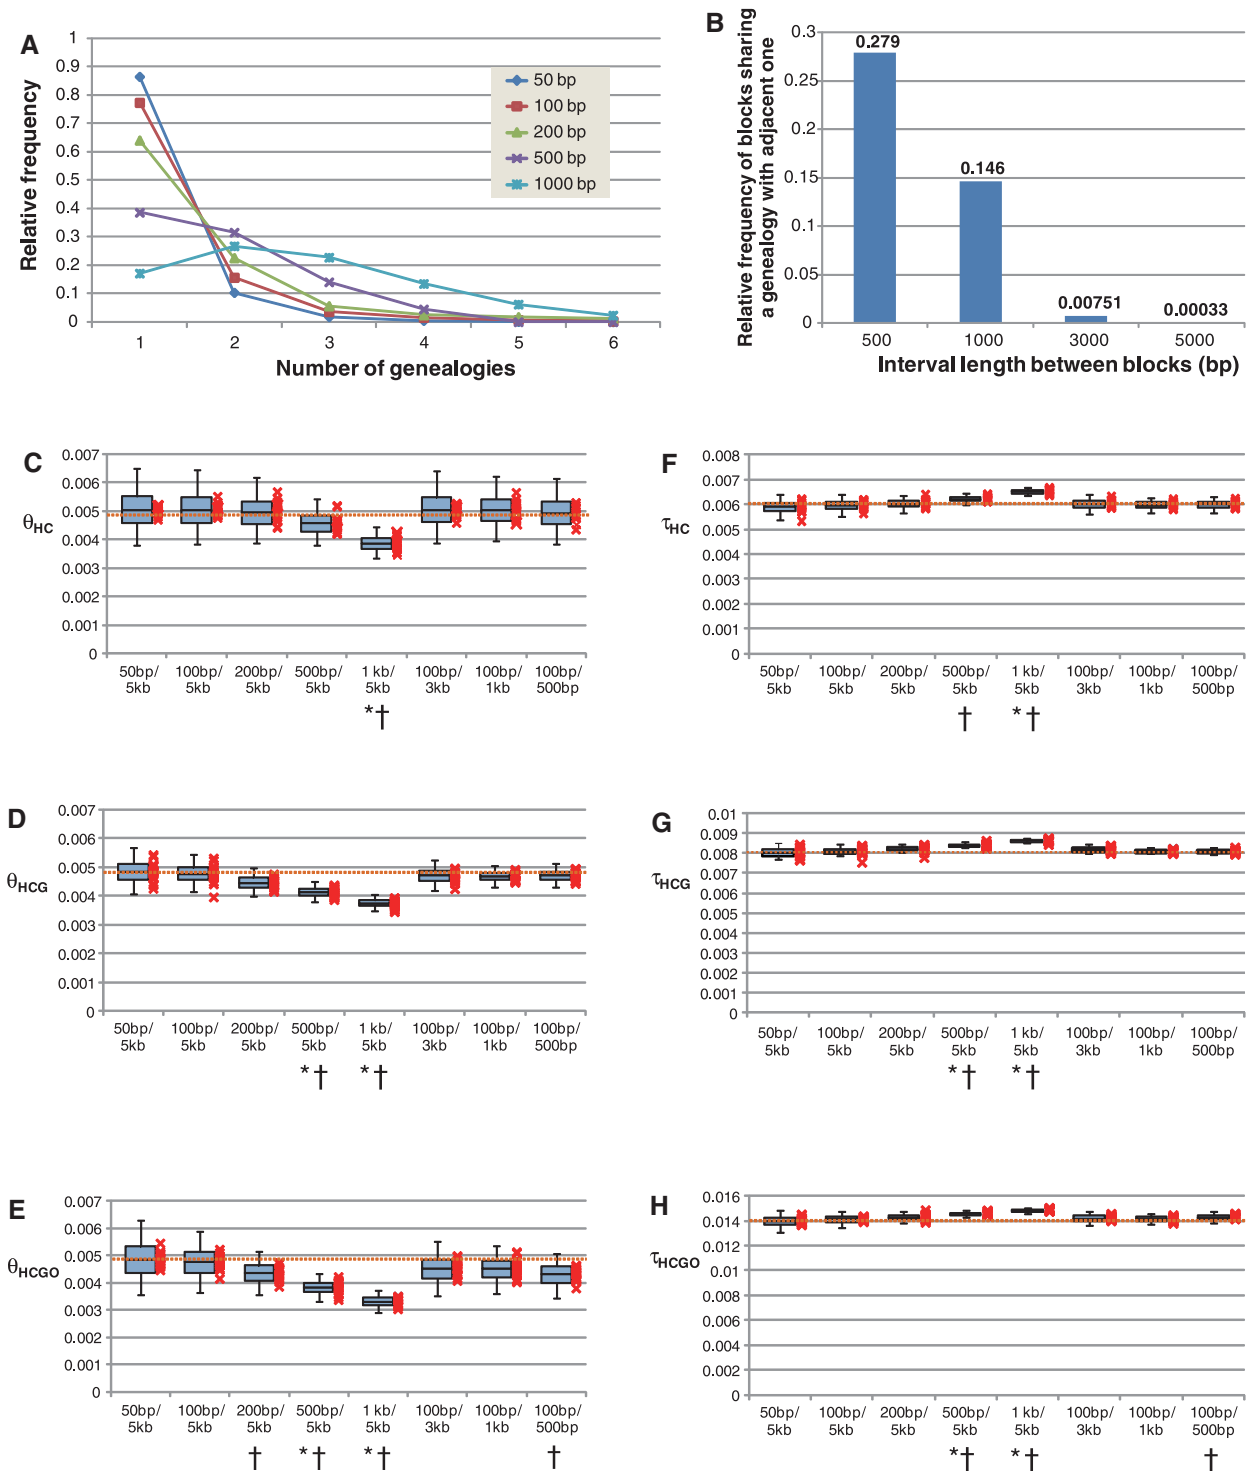 A
Relative frequency
1
0.9
0.8
0.7
0.6
0.5
0.4
0.3
0.2
0.1
0
50 bp
100 bp
200 bp
500 bp
1000 bp
1 2 3 4 5 6
Number of genealogies
B
Relative frequency of blocks sharing
a genealogy with adjacent one
0.3
0.25
0.2
0.15
0.1
0.05
0
0.279
0.146
0.00751
0.00033
500 1000 3000 5000
Interval length between blocks (bp)
C
θHC
0.007
0.006
0.005
0.004
0.003
0.002
0.001
0
50bp/ 100bp/ 200bp/ 500bp/ 1 kb/ 100bp/ 100bp/ 100bp/
5kb 5kb 5kb 5kb 5kb 3kb 1kb 500bp
*†
F
τHC
0.008
0.007
0.006
0.005
0.004
0.003
0.002
0.001
0
50bp/ 100bp/ 200bp/ 500bp/ 1 kb/ 100bp/ 100bp/ 100bp/
5kb 5kb 5kb 5kb 5kb 3kb 1kb 500bp
† *†
D
θHCG
0.007
0.006
0.005
0.004
0.003
0.002
0.001
0
50bp/ 100bp/ 200bp/ 500bp/ 1 kb/ 100bp/ 100bp/ 100bp/
5kb 5kb 5kb 5kb 5kb 3kb 1kb 500bp
*† *†
G
τHCG
0.01
0.009
0.008
0.007
0.006
0.005
0.004
0.003
0.002
0.001
0
50bp/ 100bp/ 200bp/ 500bp/ 1 kb/ 100bp/ 100bp/ 100bp/
5kb 5kb 5kb 5kb 5kb 3kb 1kb 500bp
*† *†
E
θHCGO
0.007
0.006
0.005
0.004
0.003
0.002
0.001
0
50bp/ 100bp/ 200bp/ 500bp/ 1 kb/ 100bp/ 100bp/ 100bp/
5kb 5kb 5kb 5kb 5kb 3kb 1kb 500bp
† *† *† †
H
τHCGO
0.016
0.014
0.012
0.01
0.008
0.006
0.004
0.002
0
50bp/ 100bp/ 200bp/ 500bp/ 1 kb/ 100bp/ 100bp/ 100bp/
5kb 5kb 5kb 5kb 5kb 3kb 1kb 500bp
*† *† †